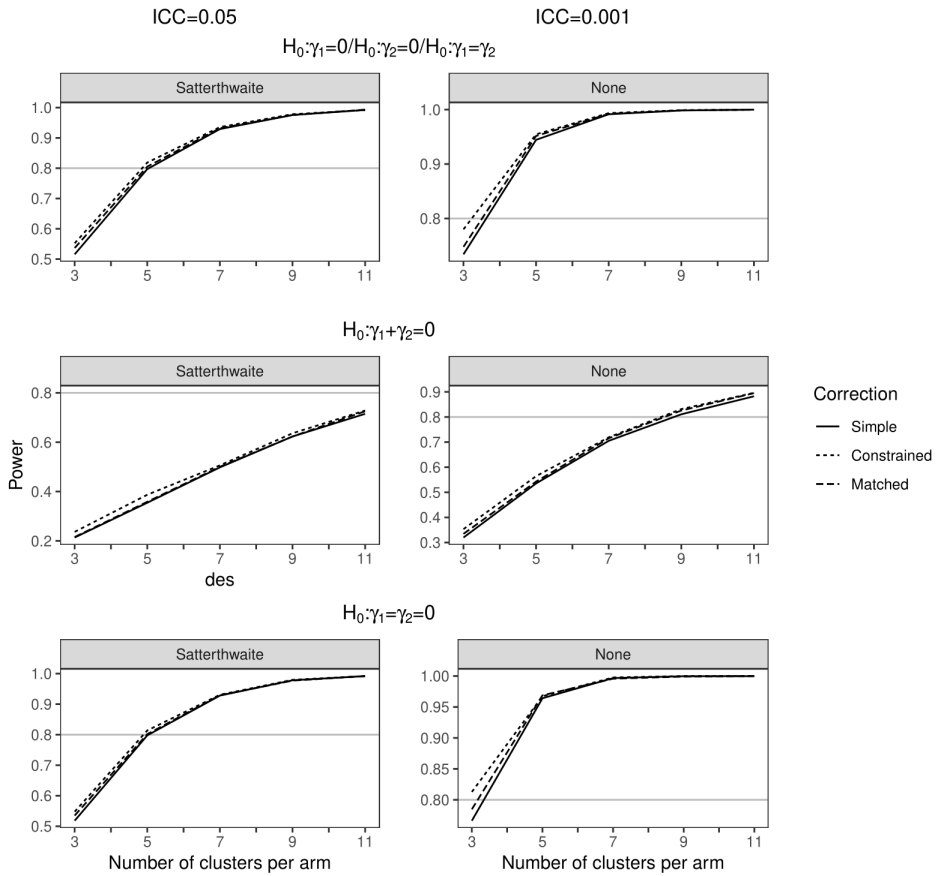 ICC=0.05 ICC=0.001
H₀:γ₁=0/H₀:γ₂=0/H₀:γ₁=γ₂
Satterthwaite None
1.0
0.9
0.8
0.7
0.6
0.5
3 5 7 9 11
1.0
0.9
0.8
3 5 7 9 11
H₀:γ₁+γ₂=0
Satterthwaite None
Power
0.8
0.6
0.4
0.2
3 5 7 9 11
des
0.9
0.8
0.7
0.6
0.5
0.4
0.3
3 5 7 9 11
Correction
Simple
Constrained
Matched
H₀:γ₁=γ₂=0
Satterthwaite None
1.0
0.9
0.8
0.7
0.6
0.5
3 5 7 9 11
Number of clusters per arm
1.00
0.95
0.90
0.85
0.80
3 5 7 9 11
Number of clusters per arm